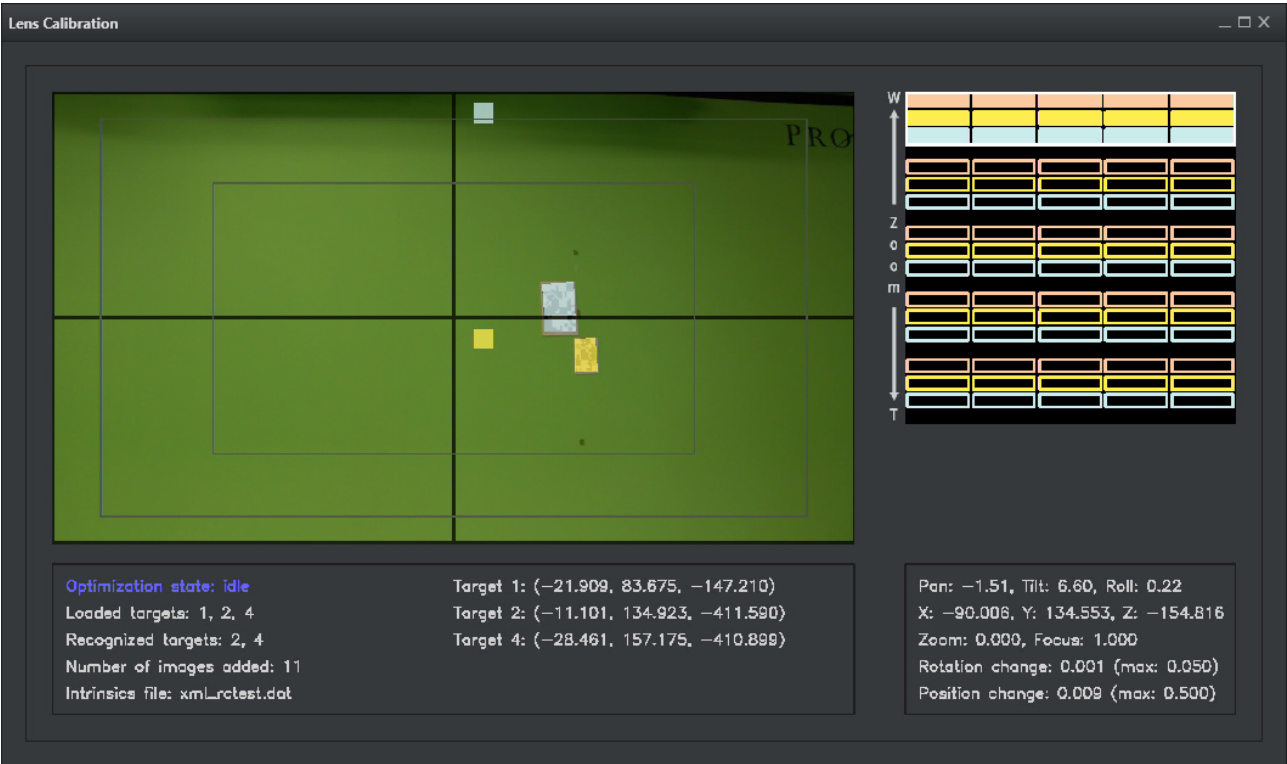 Lens Calibration
PRO
W
Zoom
T
Optimization state: idle
Loaded targets: 1, 2, 4
Recognized targets: 2, 4
Number of images added: 11
Intrinsics file: xml_rctest.dat
Target 1: (−21.909, 83.675, −147.210)
Target 2: (−11.101, 134.923, −411.590)
Target 4: (−28.461, 157.175, −410.899)
Pan: −1.51, Tilt: 6.60, Roll: 0.22
X: −90.006, Y: 134.553, Z: −154.816
Zoom: 0.000, Focus: 1.000
Rotation change: 0.001 (max: 0.050)
Position change: 0.009 (max: 0.500)